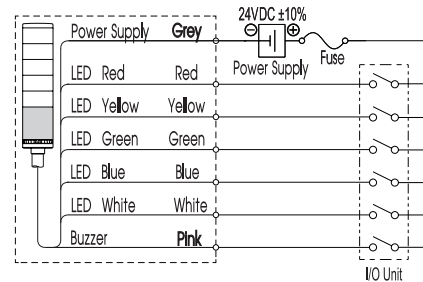 24VDC ±10%
Power Supply Grey ⊖ ⊕
Power Supply Fuse
LED Red Red
LED Yellow Yellow
LED Green Green
LED Blue Blue
LED White White
Buzzer Pink
I/O Unit